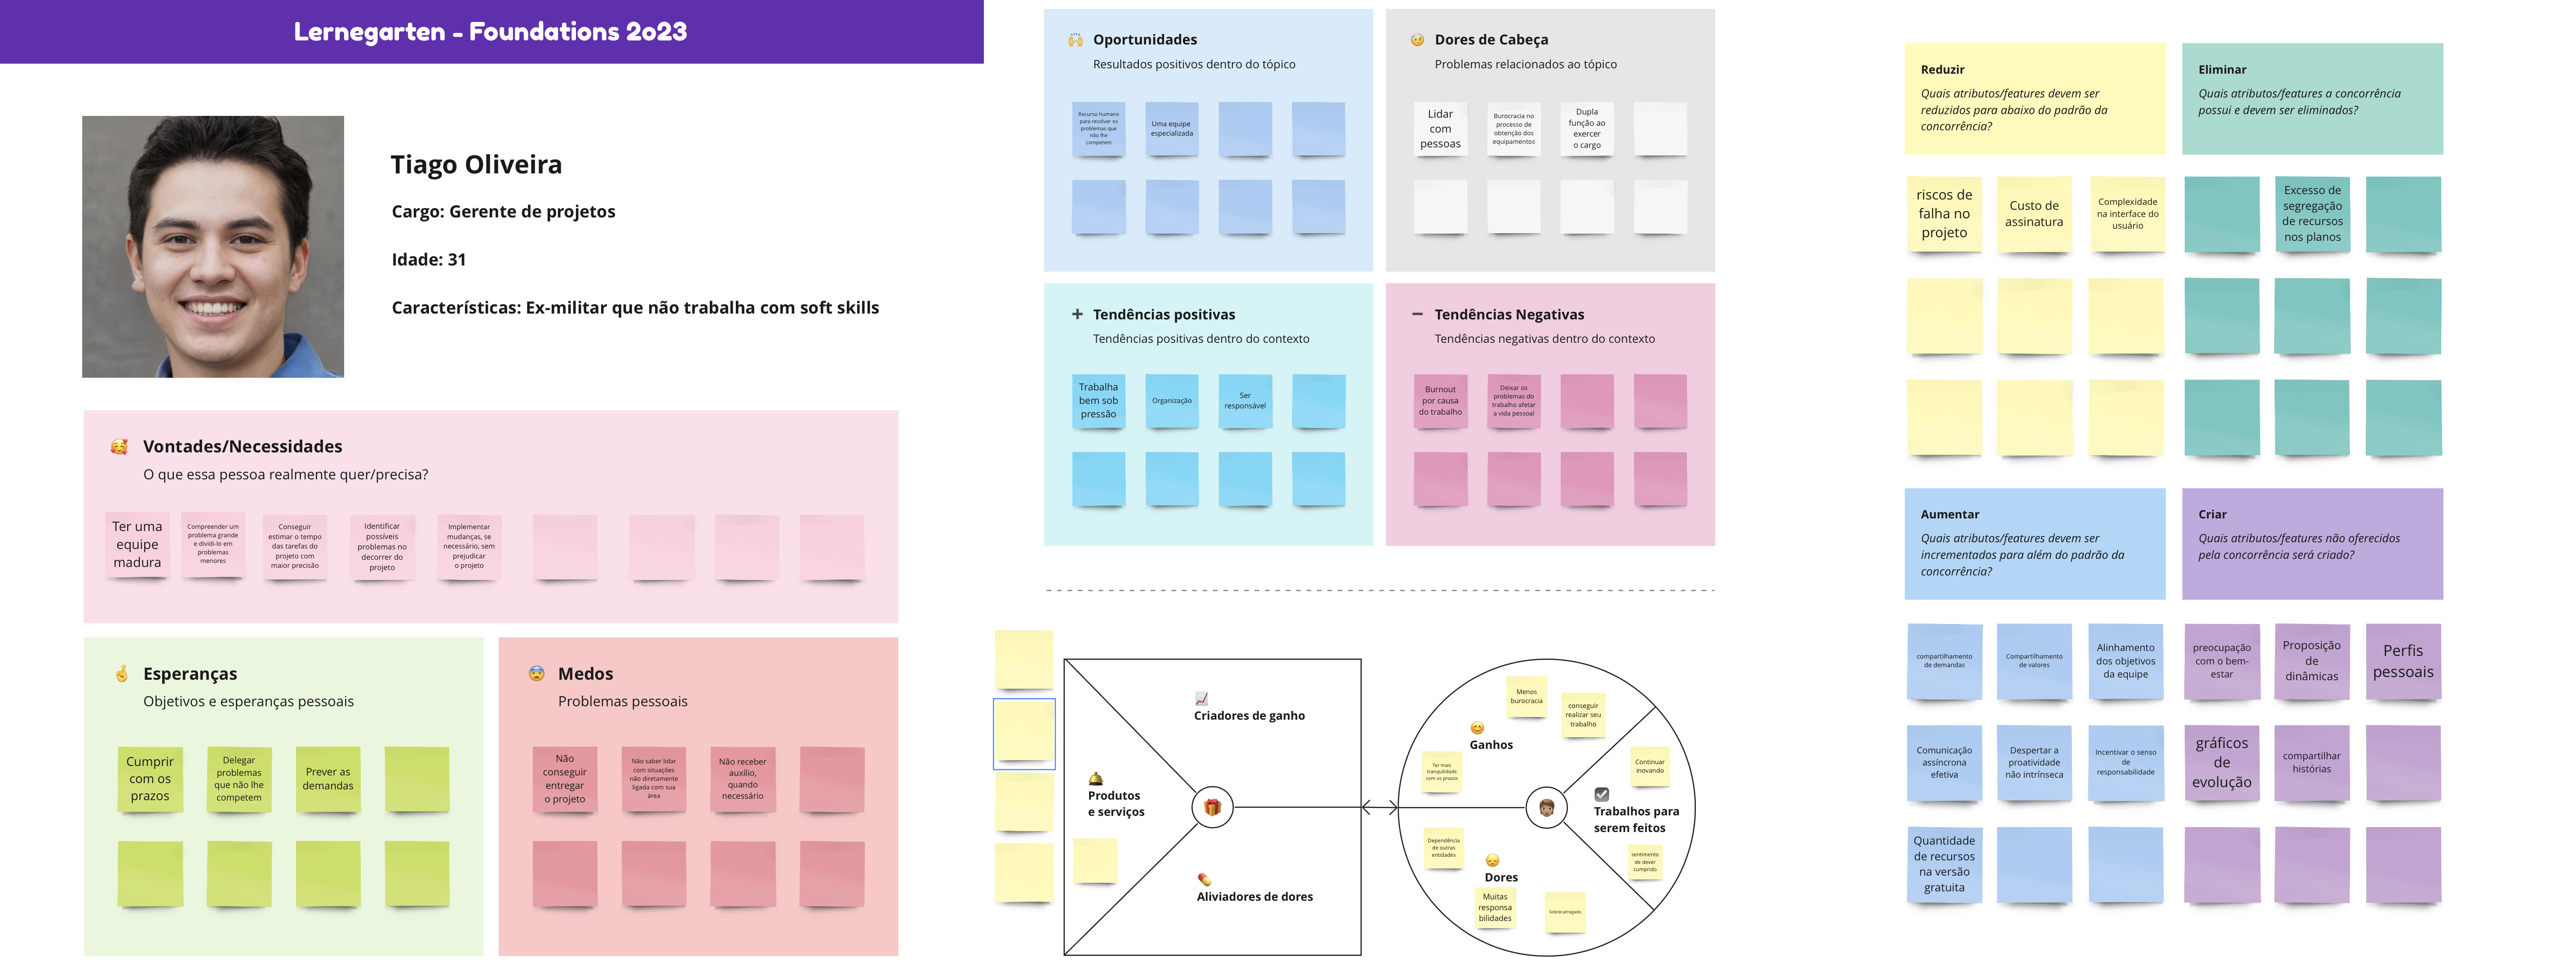 Lernegarten - Foundations 2o23
Tiago Oliveira
Cargo: Gerente de projetos
Idade: 31
Características: Ex-militar que não trabalha com soft skills
Vontades/Necessidades
O que essa pessoa realmente quer/precisa?
Ter uma
equipe
madura
Compreender um
problema grande
e dividi-lo em
problemas
menores
Conseguir
estimar o tempo
das tarefas do
projeto com
maior precisão
Identificar
possíveis
problemas no
decorrer do
projeto
Implementar
mudanças, se
necessário, sem
prejudicar
o projeto
Esperanças
Objetivos e esperanças pessoais
Cumprir
com os
prazos
Delegar
problemas
que não lhe
competem
Prever as
demandas
Medos
Problemas pessoais
Não
conseguir
entregar
o projeto
Não saber lidar
com situações
não diretamente
ligada com sua
área
Não receber
auxílio,
quando
necessário
Oportunidades
Resultados positivos dentro do tópico
Recurso humano
para resolver os
problemas que
não lhe
competem
Uma equipe
especializada
Dores de Cabeça
Problemas relacionados ao tópico
Lidar
com
pessoas
Burocracia no
processo de
obtenção dos
equipamentos
Dupla
função ao
exercer
o cargo
Tendências positivas
Tendências positivas dentro do contexto
Trabalha
bem sob
pressão
Organização
Ser
responsável
Tendências Negativas
Tendências negativas dentro do contexto
Burnout
por causa
do trabalho
Deixar os
problemas do
trabalho afetar
a vida pessoal
Criadores de ganho
Produtos
e serviços
Aliviadores de dores
Menos
burocracia
conseguir
realizar seu
trabalho
Ganhos
Ter mais
tranquilidade
com os prazos
Continuar
inovando
Trabalhos para
serem feitos
Dependência
de outras
entidades
sentimento
de dever
cumprido
Dores
Muitas
responsa
bilidades
Sobrecarregado
Reduzir
Quais atributos/features devem ser
reduzidos para abaixo do padrão da
concorrência?
riscos de
falha no
projeto
Custo de
assinatura
Complexidade
na interface do
usuário
Eliminar
Quais atributos/features a concorrência
possui e devem ser eliminados?
Excesso de
segregação
de recursos
nos planos
Aumentar
Quais atributos/features devem ser
incrementados para além do padrão da
concorrência?
compartilhamento
de demandas
Compartilhamento
de valores
Alinhamento
dos objetivos
da equipe
Comunicação
assíncrona
efetiva
Despertar a
proatividade
não intrínseca
Incentivar o senso
de
responsabilidade
Quantidade
de recursos
na versão
gratuita
Criar
Quais atributos/features não oferecidos
pela concorrência será criado?
preocupação
com o bem-
estar
Proposição
de
dinâmicas
Perfis
pessoais
gráficos
de
evolução
compartilhar
histórias